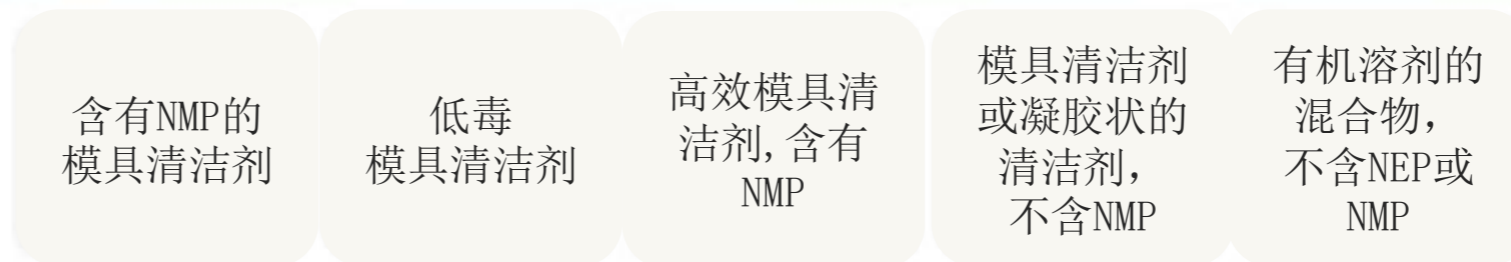 含有NMP的
模具清洁剂
低毒
模具清洁剂
高效模具清
洁剂,含有
NMP
模具清洁剂
或凝胶状的
清洁剂，
不含NMP
有机溶剂的
混合物，
不含NEP或
NMP